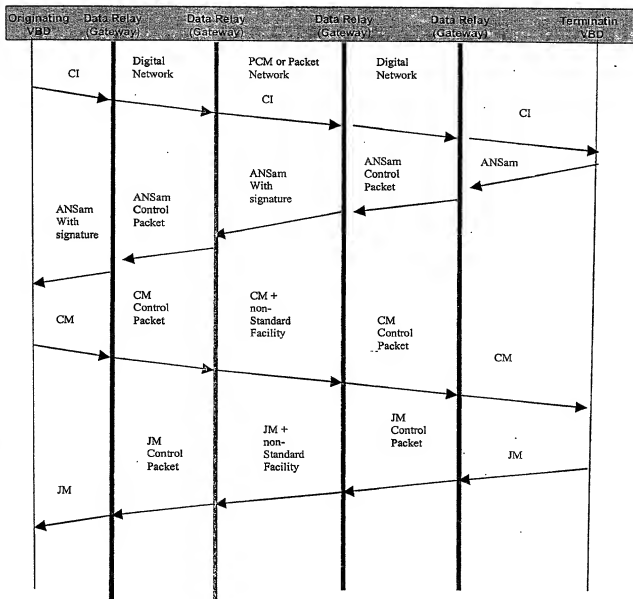 Originating VBD
Data Relay (Gateway)
Data Relay (Gateway)
Data Relay (Gateway)
Data Relay (Gateway)
Terminatin VBD
CI
Digital
Network
PCM or Packet
Network
CI
Digital
Network
CI
ANSam
With
signature
ANSam
Control
Packet
ANSam
With
signature
ANSam
Control
Packet
ANSam
CM
CM
Control
Packet
CM +
non-
Standard
Facility
CM
Control
Packet
CM
JM
JM
Control
Packet
JM +
non-
Standard
Facility
JM
Control
Packet
JM